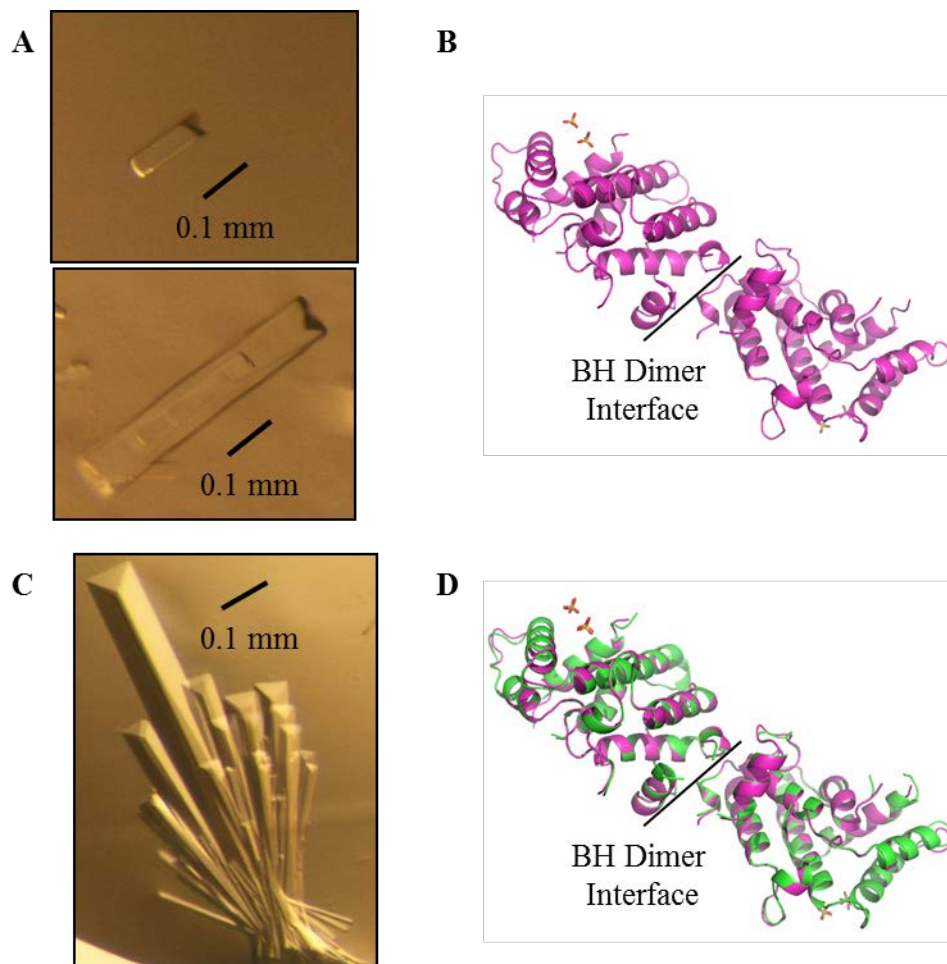 A
0.1 mm
0.1 mm
B
BH Dimer
Interface
C
0.1 mm
D
BH Dimer
Interface